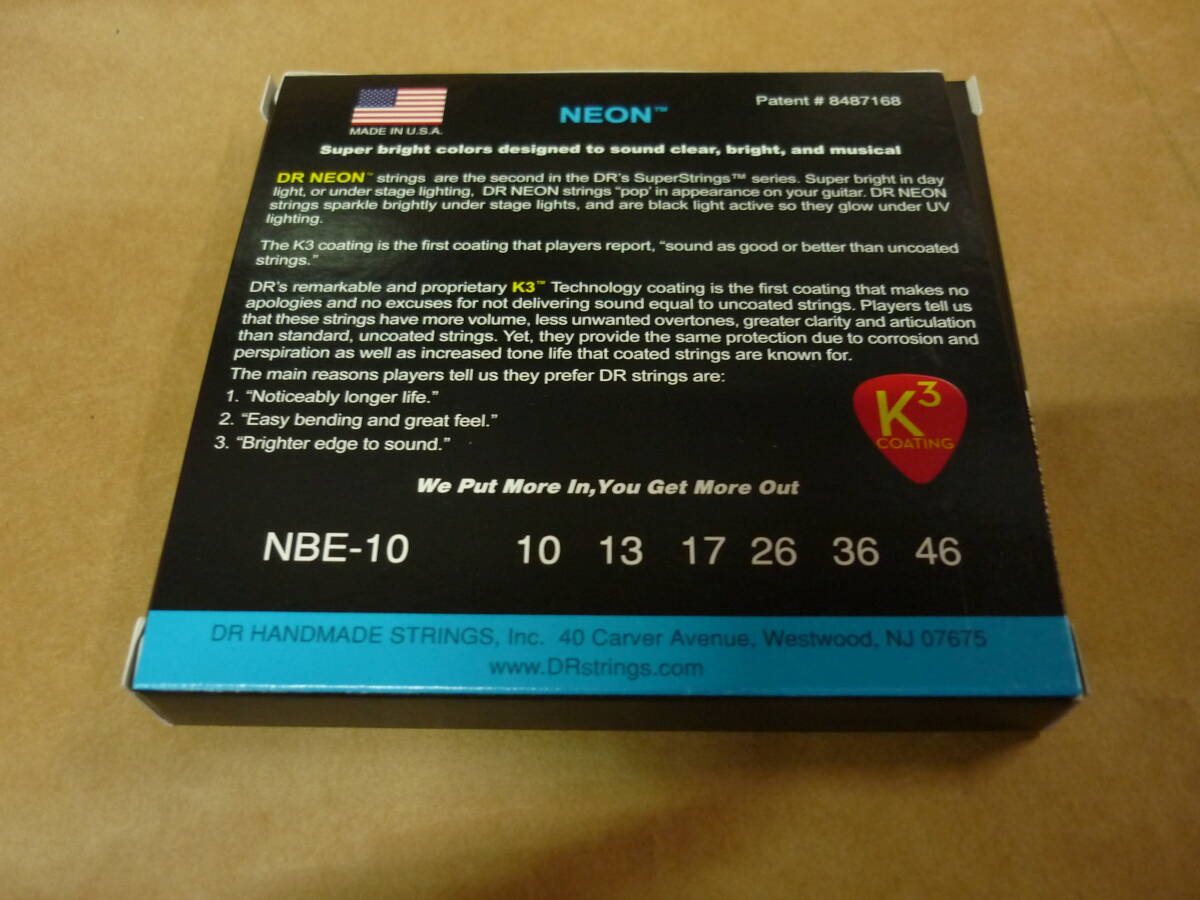 NEON™
Patent # 8487168
MADE IN U.S.A.
Super bright colors designed to sound clear, bright, and musical
DR NEON™ strings are the second in the DR's SuperStrings™ series. Super bright in day
light, or under stage lighting, DR NEON strings "pop' in appearance on your guitar. DR NEON
strings sparkle brightly under stage lights, and are black light active so they glow under UV
lighting.
The K3 coating is the first coating that players report, "sound as good or better than uncoated
strings."
DR's remarkable and proprietary K3™ Technology coating is the first coating that makes no
apologies and no excuses for not delivering sound equal to uncoated strings. Players tell us
that these strings have more volume, less unwanted overtones, greater clarity and articulation
than standard, uncoated strings. Yet, they provide the same protection due to corrosion and
perspiration as well as increased tone life that coated strings are known for.
The main reasons players tell us they prefer DR strings are:
1. "Noticeably longer life."
2. "Easy bending and great feel."
3. "Brighter edge to sound."
K3
COATING
We Put More In,You Get More Out
NBE-10 10 13 17 26 36 46
DR HANDMADE STRINGS, Inc. 40 Carver Avenue, Westwood, NJ 07675
www.DRstrings.com